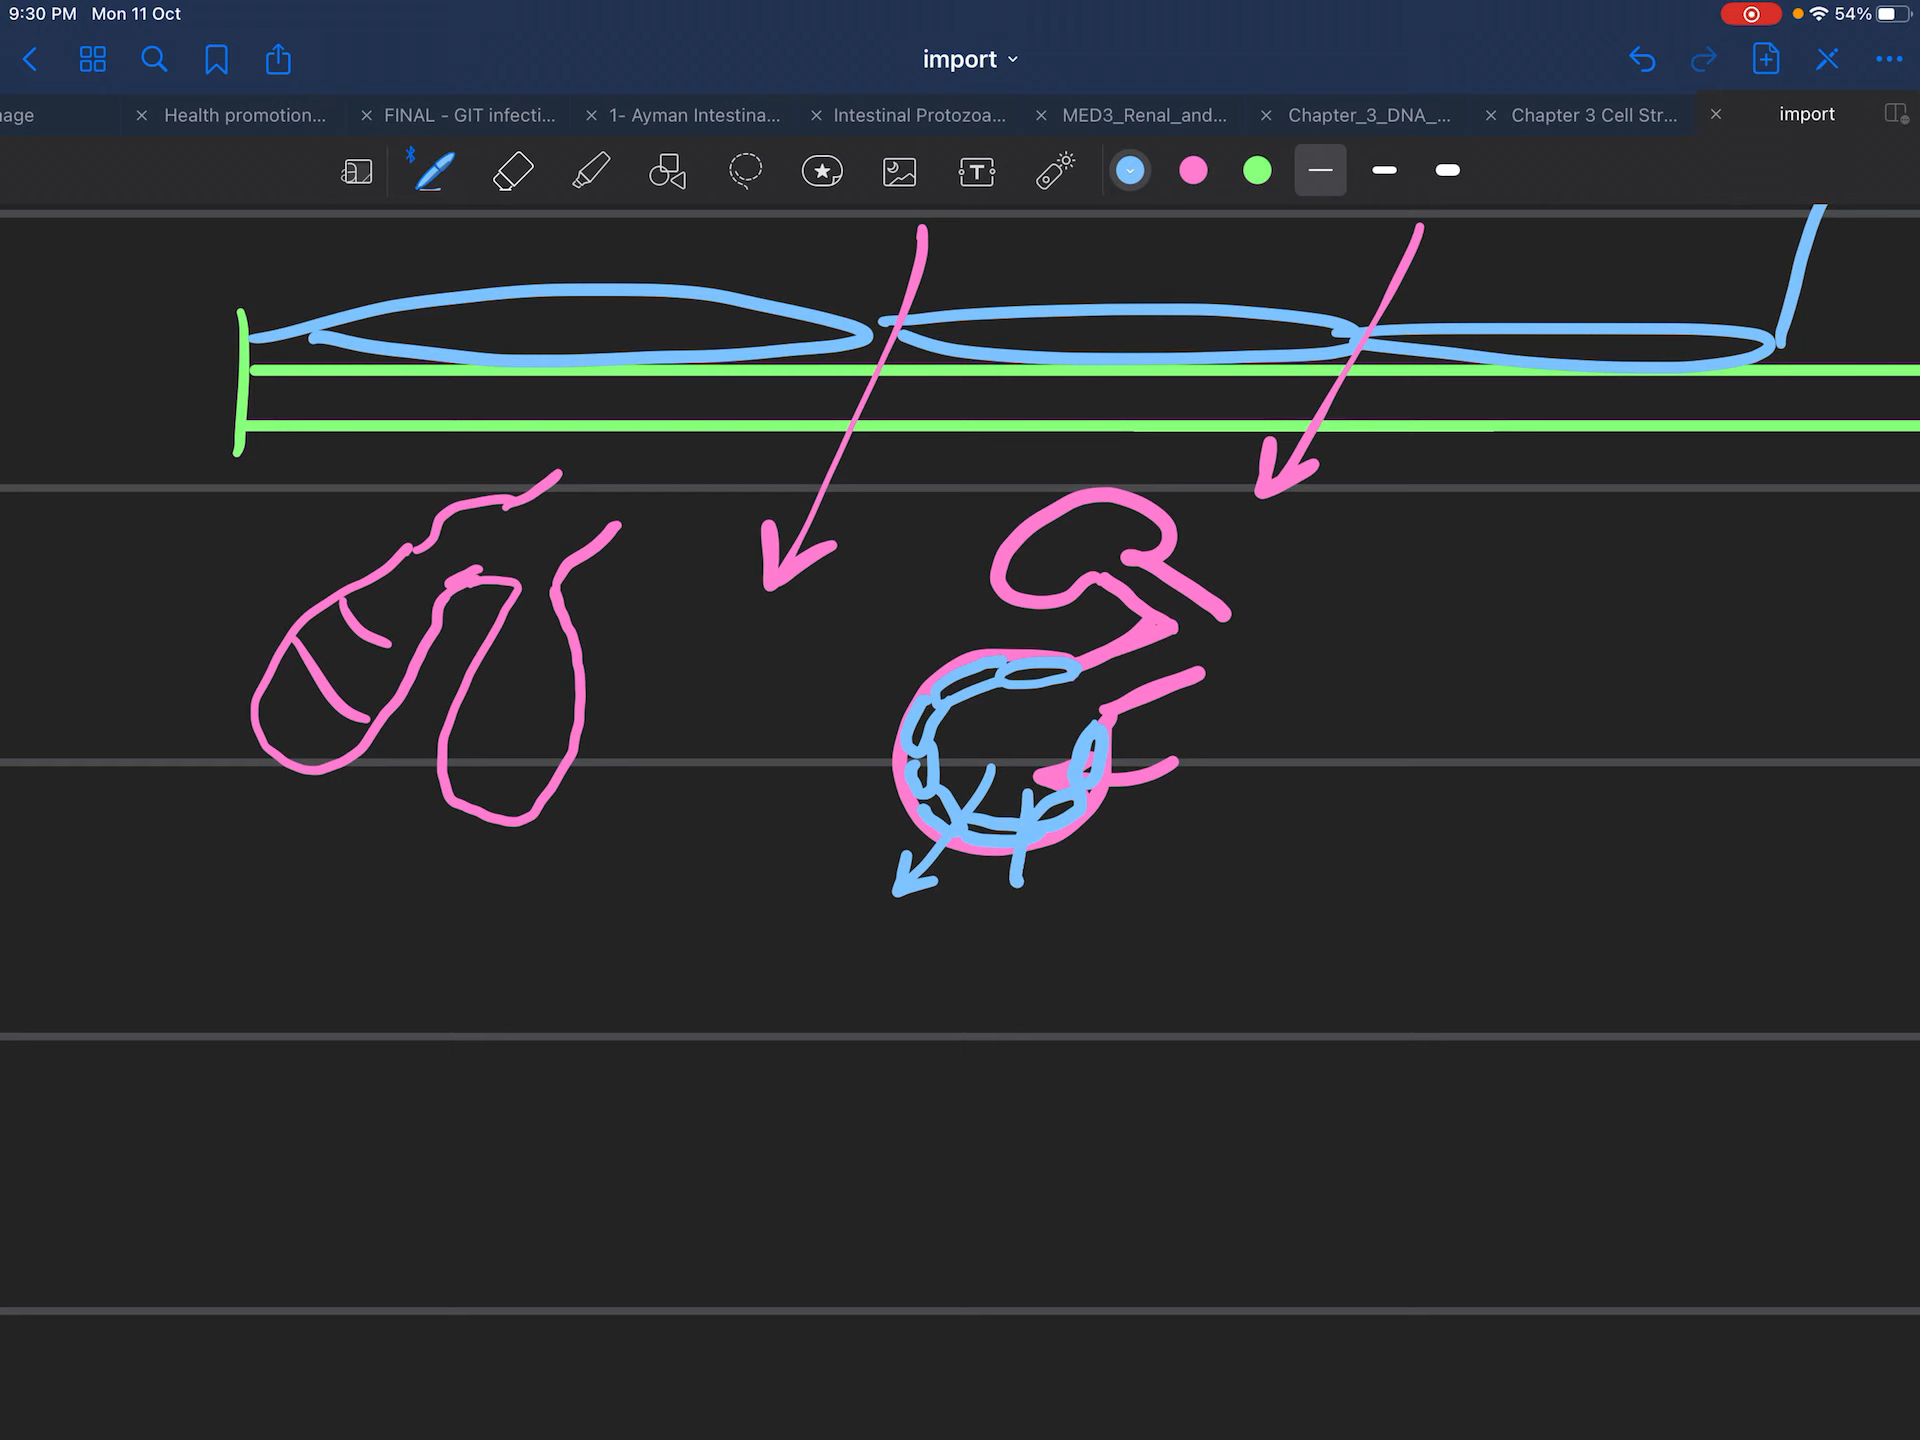 9:30 PM Mon 11 Oct
54%
import
nage
Health promotion...
FINAL - GIT infecti...
1- Ayman Intestina...
Intestinal Protozoa...
MED3_Renal_and...
Chapter_3_DNA_...
Chapter 3 Cell Str...
import
T